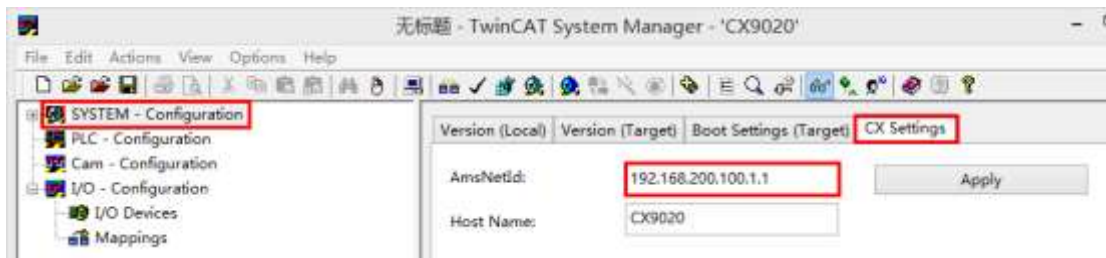 无标题 - TwinCAT System Manager - 'CX9020'
File Edit Actions View Options Help
SYSTEM - Configuration
PLC - Configuration
Cam - Configuration
I/O - Configuration
I/O Devices
Mappings
Version (Local) Version (Target) Boot Settings (Target) CX Settings
AmsNetId: 192.168.200.100.1.1 Apply
Host Name: CX9020